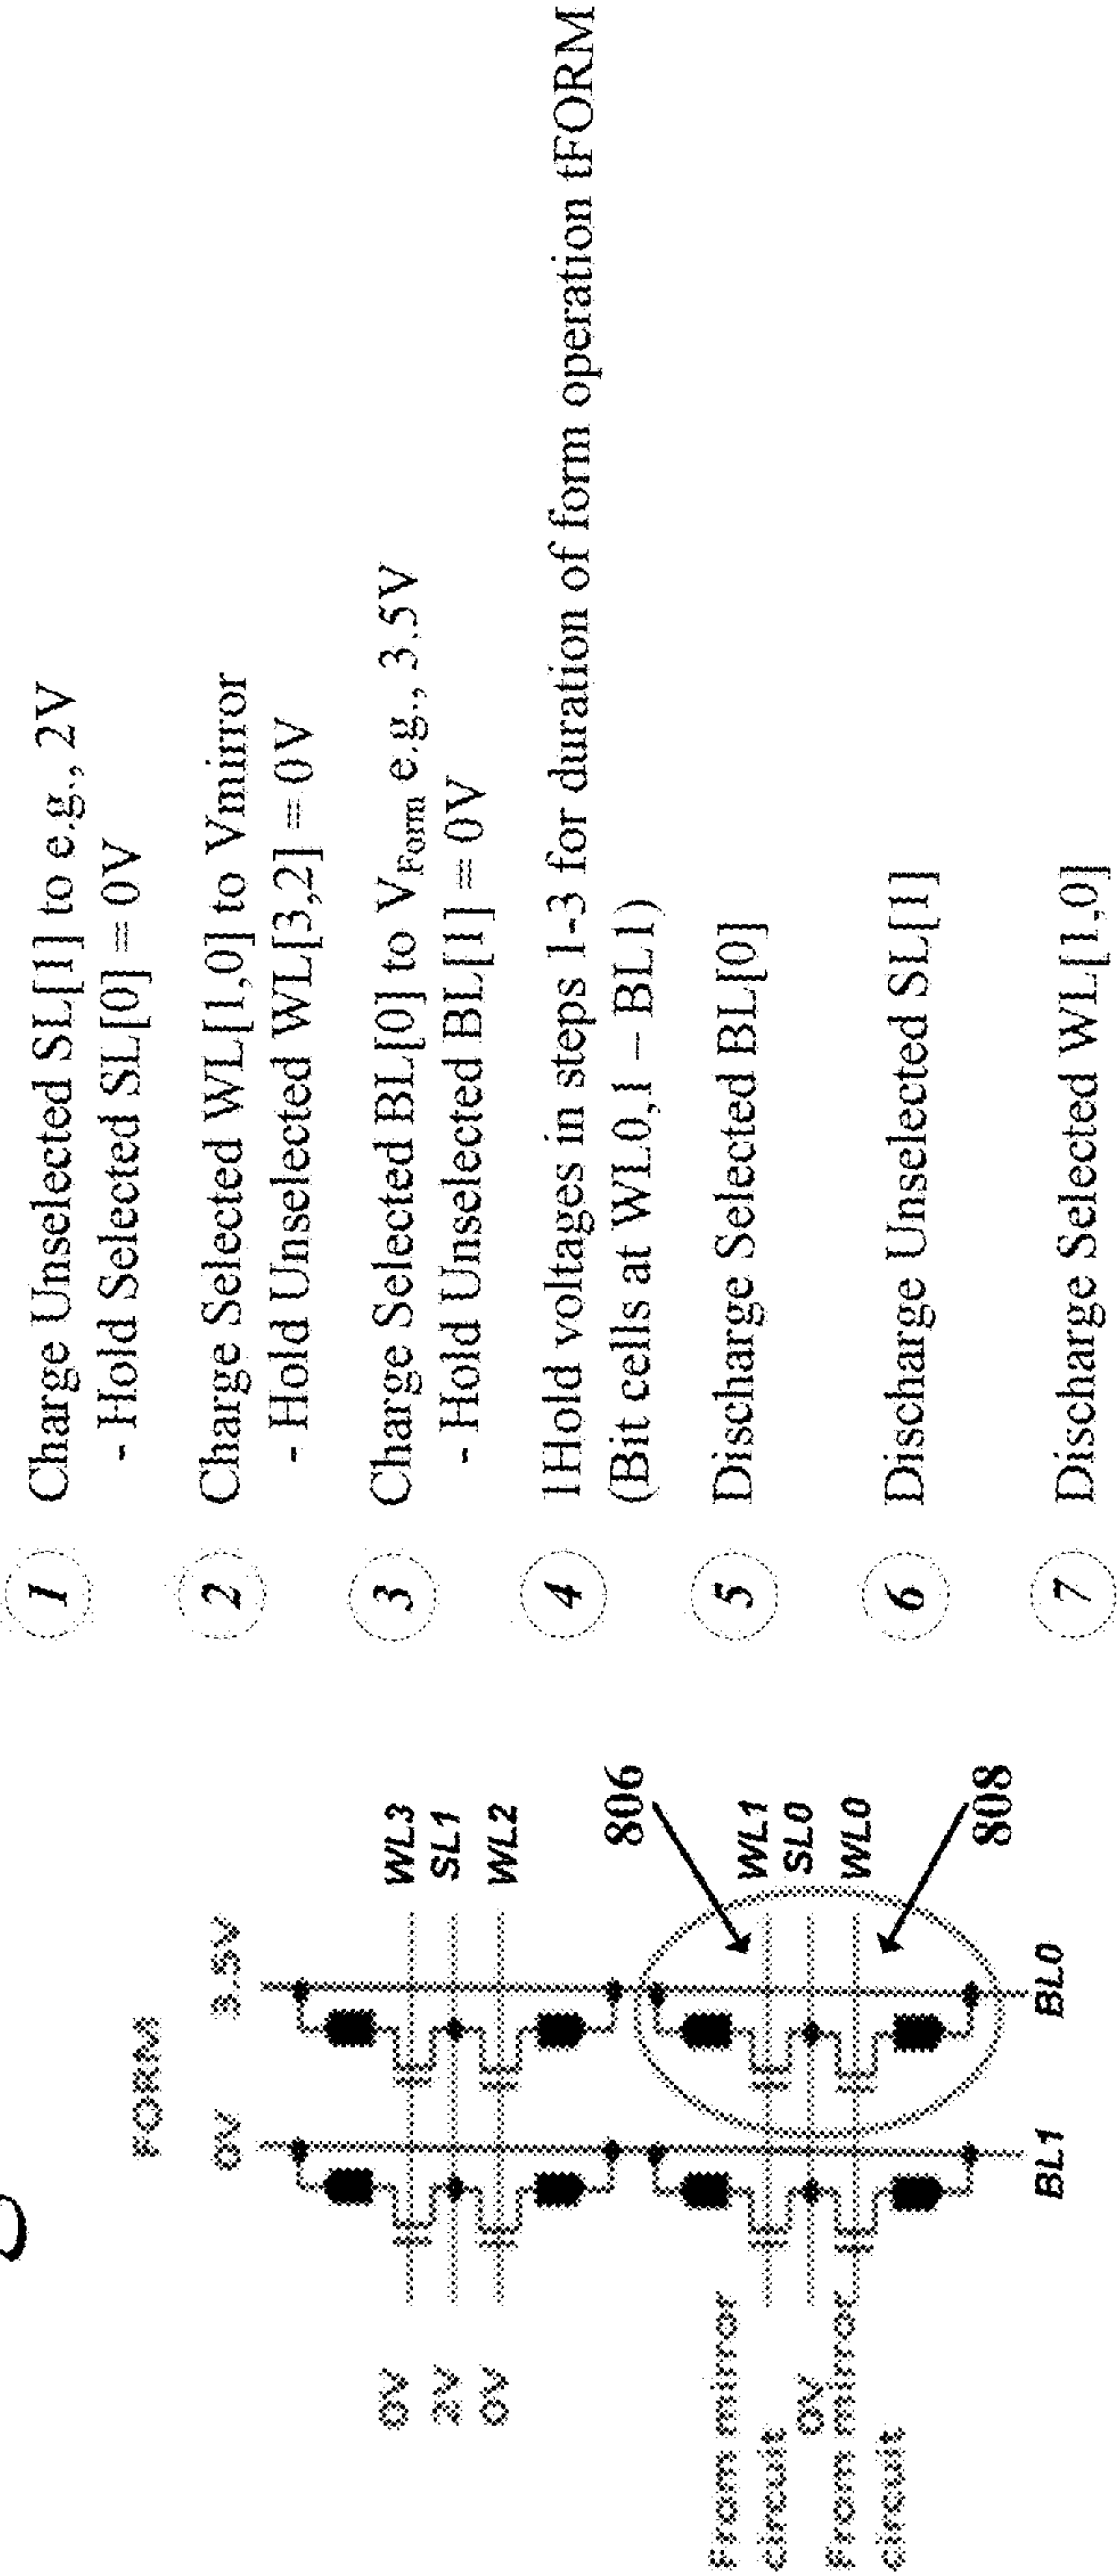 FORM
0V 3.5V
0V WL3
2V SL1
0V WL2
806
From mirror
circuit
WL1
0V SL0
From mirror
circuit
WL0
808
BL1 BL0
1 Charge Unselected SL[1] to e.g., 2V
- Hold Selected SL[0] = 0V
2 Charge Selected WL[1,0] to Vmirror
- Hold Unselected WL[3,2] = 0V
3 Charge Selected BL[0] to VForm e.g., 3.5V
- Hold Unselected BL[1] = 0V
4 1Hold voltages in steps 1-3 for duration of form operation tFORM
(Bit cells at WL0,1 – BL1)
5 Discharge Selected BL[0]
6 Discharge Unselected SL[1]
7 Discharge Selected WL[1,0]